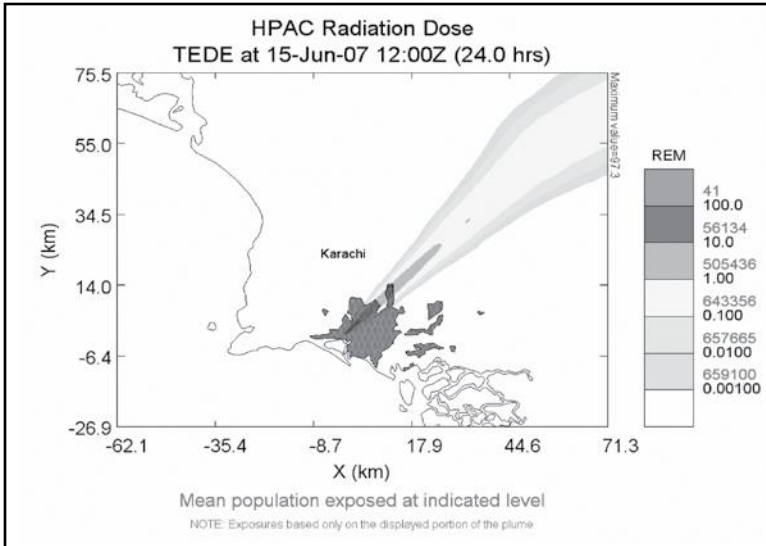 HPAC Radiation Dose
TEDE at 15-Jun-07 12:00Z (24.0 hrs)
75.5
55.0
34.5
14.0
-6.4
-26.9
Y (km)
Karachi
Maximum value=97.3
-62.1
-35.4
-8.7
17.9
44.6
71.3
X (km)
REM
41
100.0
56134
10.0
505436
1.00
643356
0.100
657665
0.0100
659100
0.00100
Mean population exposed at indicated level
NOTE: Exposures based only on the displayed portion of the plume